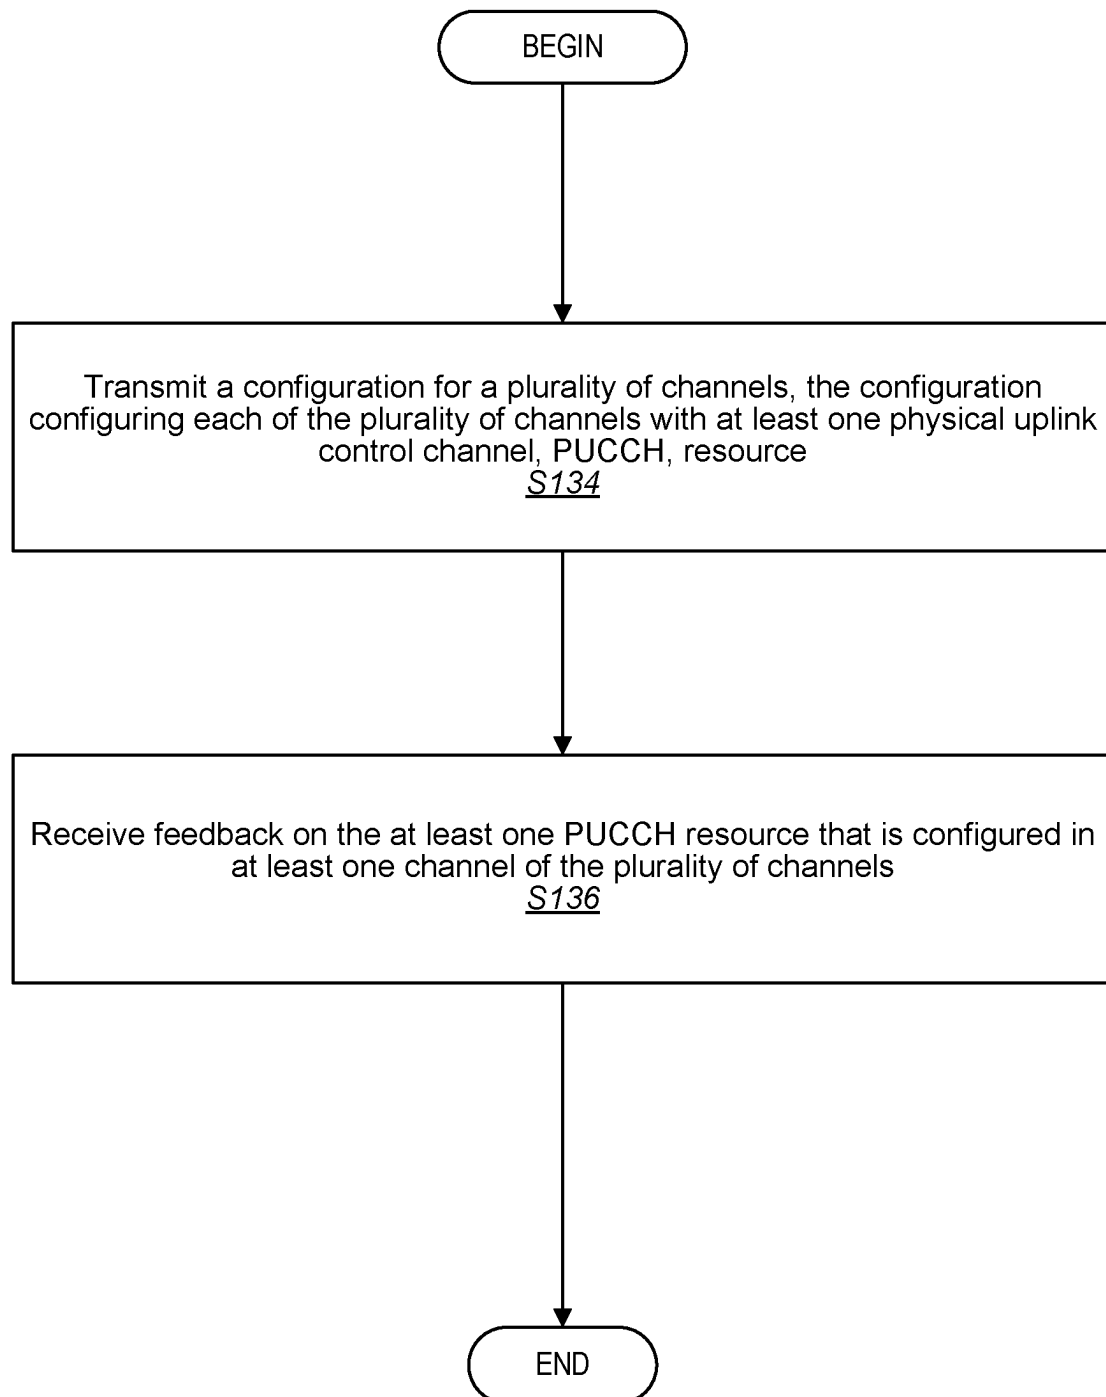 BEGIN
Transmit a configuration for a plurality of channels, the configuration
configuring each of the plurality of channels with at least one physical uplink
control channel, PUCCH, resource
S134
Receive feedback on the at least one PUCCH resource that is configured in
at least one channel of the plurality of channels
S136
END